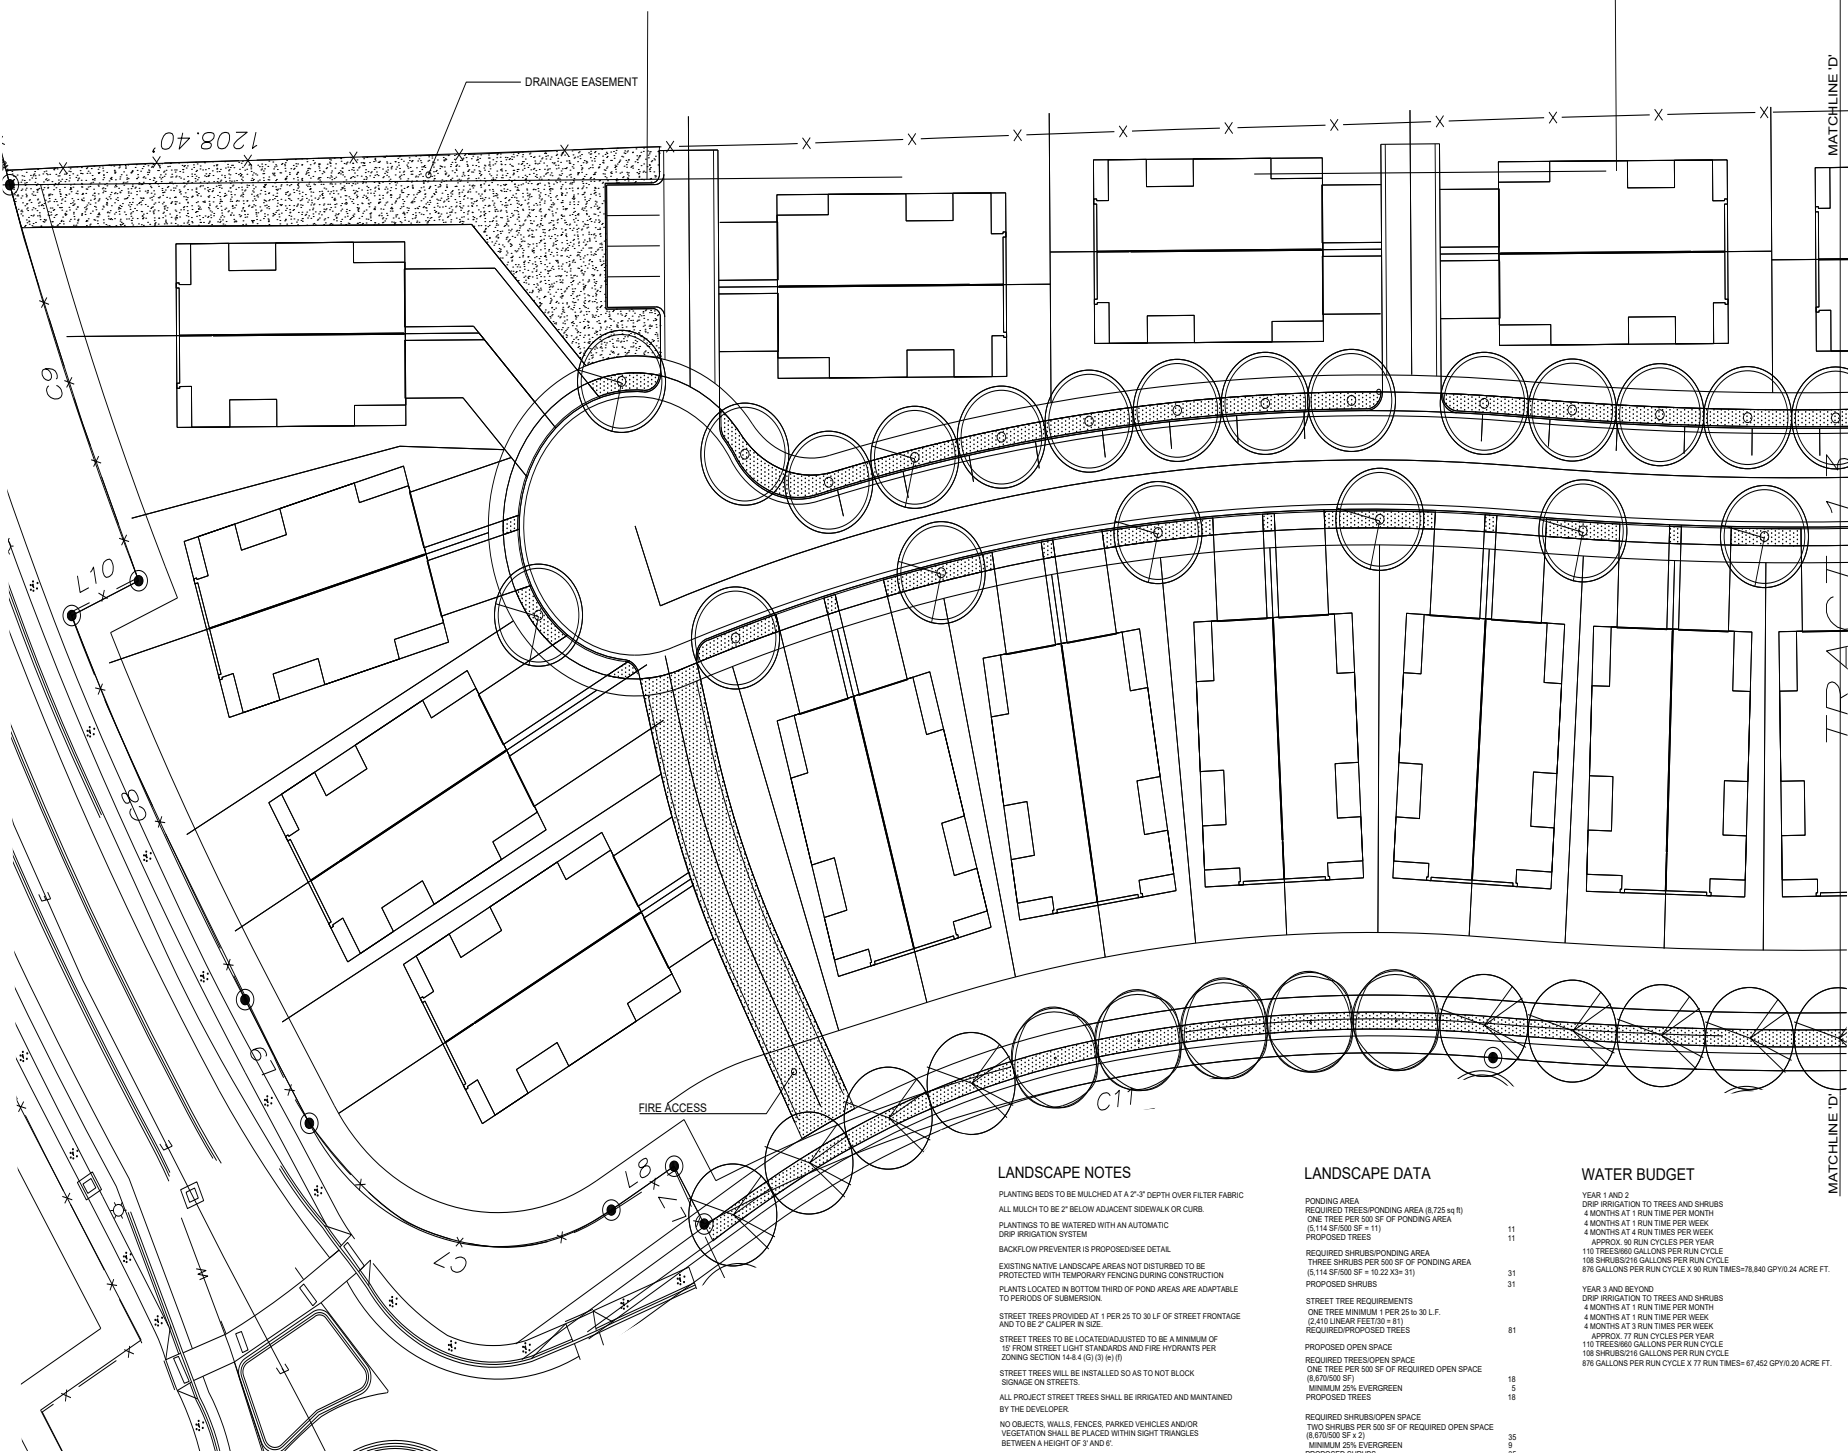 DRAINAGE EASEMENT
1208.40'
MATCHLINE 'D'
C9
L10
C8
TRACT
E
E
C7
W
E
L8
FIRE ACCESS
C11
MATCHLINE 'D'
LANDSCAPE NOTES
PLANTING BEDS TO BE MULCHED AT A 2"-3" DEPTH OVER FILTER FABRIC
ALL MULCH TO BE 2" BELOW ADJACENT SIDEWALK OR CURB.
PLANTINGS TO BE WATERED WITH AN AUTOMATIC
DRIP IRRIGATION SYSTEM
BACKFLOW PREVENTER IS PROPOSED/SEE DETAIL
EXISTING NATIVE LANDSCAPE AREAS NOT DISTURBED TO BE
PROTECTED WITH TEMPORARY FENCING DURING CONSTRUCTION
PLANTS LOCATED IN BOTTOM THIRD OF POND AREAS ARE ADAPTABLE
TO PERIODS OF SUBMERSION.
STREET TREES PROVIDED AT 1 PER 25 TO 30 LF OF STREET FRONTAGE
AND TO BE 2" CALIPER IN SIZE.
STREET TREES TO BE LOCATED/ADJUSTED TO BE A MINIMUM OF
15' FROM STREET LIGHT STANDARDS AND FIRE HYDRANTS PER
ZONING SECTION 14-8.4 (G) (3) (e) (f)
STREET TREES WILL BE INSTALLED SO AS TO NOT BLOCK
SIGNAGE ON STREETS.
ALL PROJECT STREET TREES SHALL BE IRRIGATED AND MAINTAINED
BY THE DEVELOPER.
NO OBJECTS, WALLS, FENCES, PARKED VEHICLES AND/OR
VEGETATION SHALL BE PLACED WITHIN SIGHT TRIANGLES
BETWEEN A HEIGHT OF 3' AND 6'.
LANDSCAPE DATA
PONDING AREA
REQUIRED TREES/PONDING AREA (8,725 sq ft)
ONE TREE PER 500 SF OF PONDING AREA
(5,114 SF/500 SF = 11) 11
PROPOSED TREES 11
REQUIRED SHRUBS/PONDING AREA
THREE SHRUBS PER 500 SF OF PONDING AREA
(5,114 SF/500 SF = 10.22 X3= 31) 31
PROPOSED SHRUBS 31
STREET TREE REQUIREMENTS
ONE TREE MINIMUM 1 PER 25 to 30 L.F.
(2,410 LINEAR FEET/30 = 81)
REQUIRED/PROPOSED TREES 81
PROPOSED OPEN SPACE
REQUIRED TREES/OPEN SPACE
ONE TREE PER 500 SF OF REQUIRED OPEN SPACE
(8,670/500 SF) 18
MINIMUM 25% EVERGREEN 5
PROPOSED TREES 18
REQUIRED SHRUBS/OPEN SPACE
TWO SHRUBS PER 500 SF OF REQUIRED OPEN SPACE
(8,670/500 SF x 2) 35
MINIMUM 25% EVERGREEN 9
WATER BUDGET
YEAR 1 AND 2
DRIP IRRIGATION TO TREES AND SHRUBS
4 MONTHS AT 1 RUN TIME PER MONTH
4 MONTHS AT 1 RUN TIME PER WEEK
4 MONTHS AT 4 RUN TIMES PER WEEK
APPROX. 90 RUN CYCLES PER YEAR
110 TREES/660 GALLONS PER RUN CYCLE
108 SHRUBS/216 GALLONS PER RUN CYCLE
876 GALLONS PER RUN CYCLE X 90 RUN TIMES=78,840 GPY/0.24 ACRE FT.
YEAR 3 AND BEYOND
DRIP IRRIGATION TO TREES AND SHRUBS
4 MONTHS AT 1 RUN TIME PER MONTH
4 MONTHS AT 1 RUN TIME PER WEEK
4 MONTHS AT 3 RUN TIMES PER WEEK
APPROX. 77 RUN CYCLES PER YEAR
110 TREES/660 GALLONS PER RUN CYCLE
108 SHRUBS/216 GALLONS PER RUN CYCLE
876 GALLONS PER RUN CYCLE X 77 RUN TIMES= 67,452 GPY/0.20 ACRE FT.